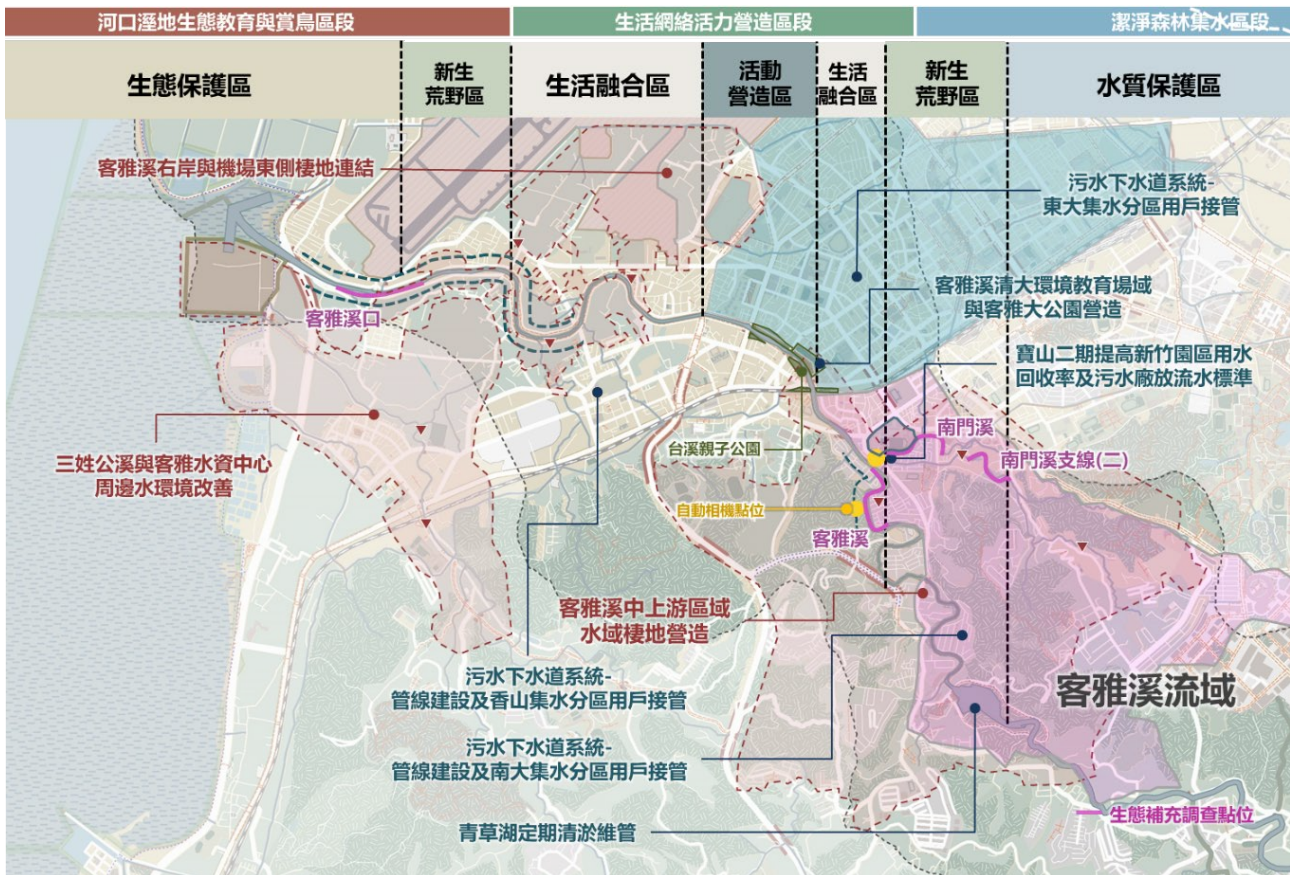 河口溼地生態教育與賞鳥區段
生活網絡活力營造區段
潔淨森林集水區段
生態保護區
新生
荒野區
生活融合區
活動
營造區
生活
融合區
新生
荒野區
水質保護區
客雅溪右岸與機場東側棲地連結
污水下水道系統-
東大集水分區用戶接管
客雅溪清大環境教育場域
與客雅大公園營造
客雅溪口
寶山二期提高新竹園區用水
回收率及污水廠放流水標準
台溪親子公園
南門溪
南門溪支線(二)
三姓公溪與客雅水資中心
周邊水環境改善
自動相機點位
客雅溪
客雅溪中上游區域
水域棲地營造
污水下水道系統-
管線建設及香山集水分區用戶接管
客雅溪流域
污水下水道系統-
管線建設及南大集水分區用戶接管
生態補充調查點位
青草湖定期清淤維管